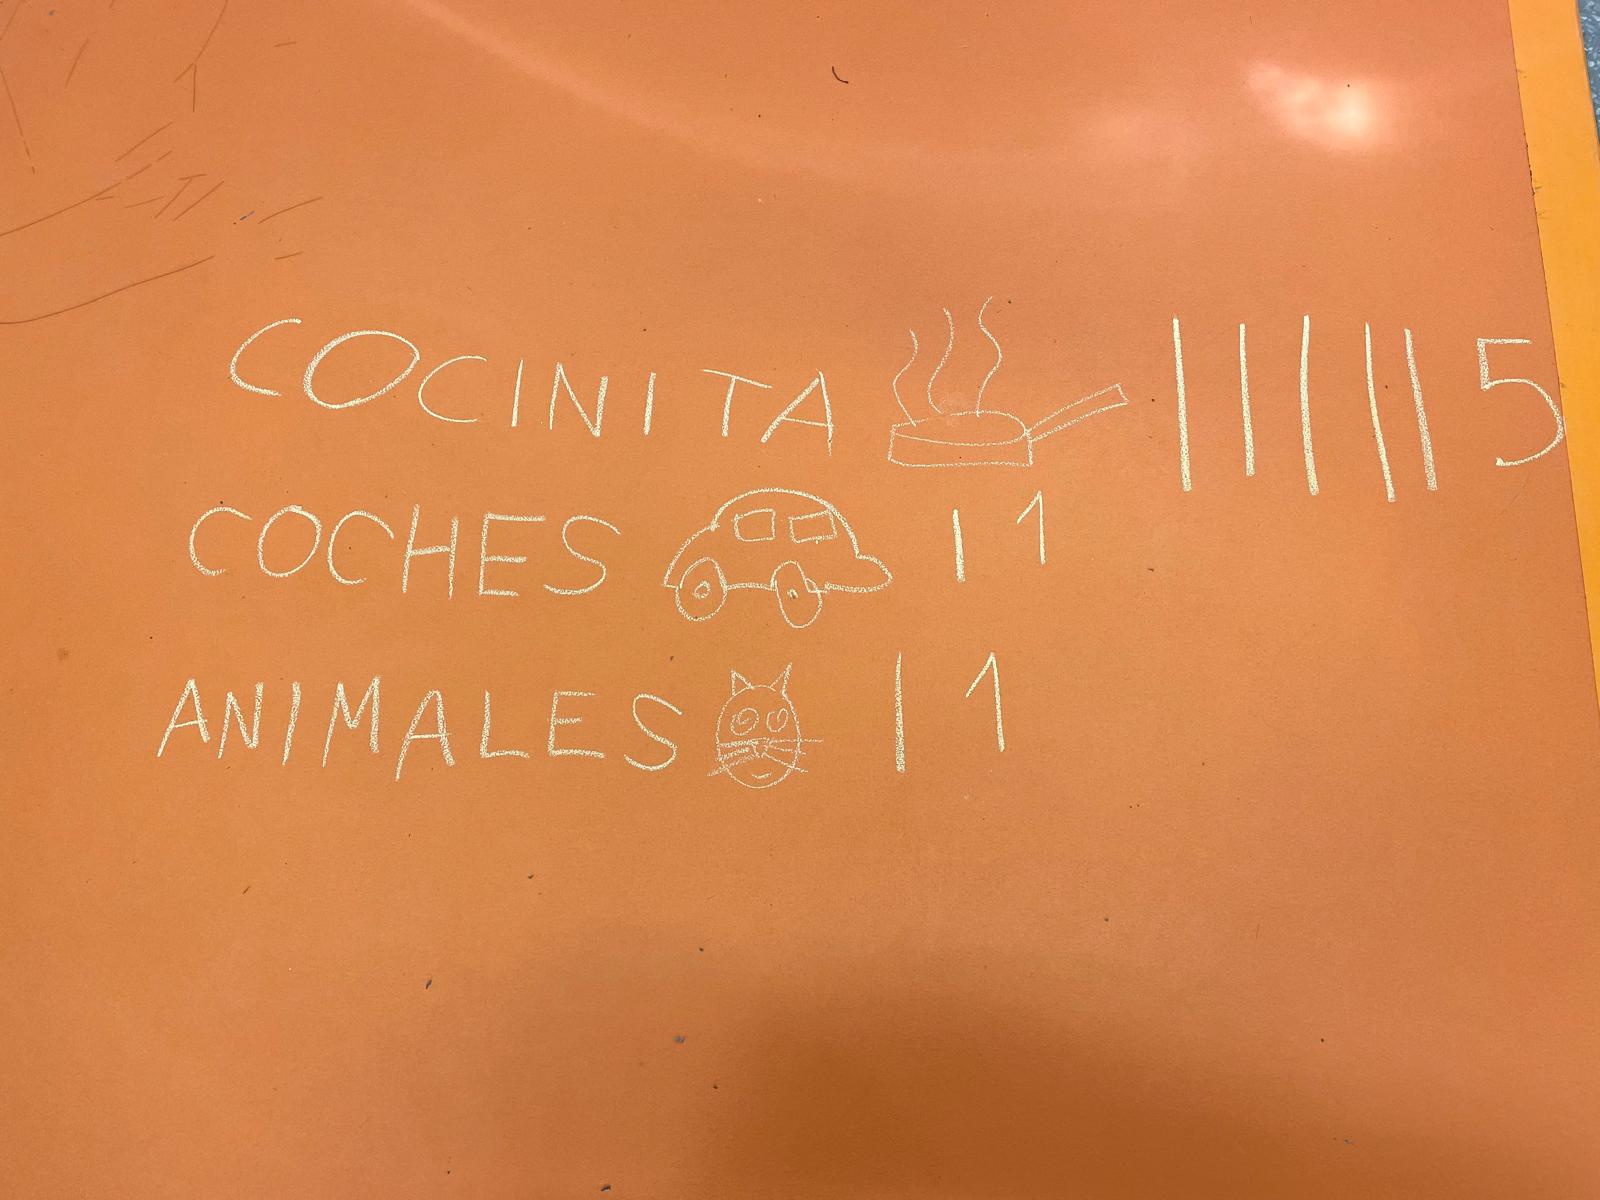 COCINITA ||||| 5
COCHES | 1
ANIMALES | 1